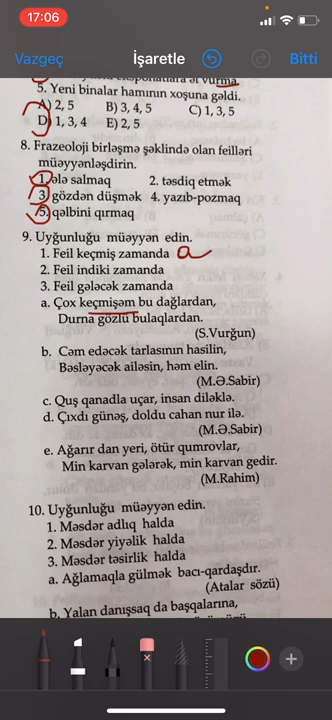 17:06
Vazgeç İşaretle Bitti
vurma.
5. Yeni binalar hamının xoşuna gəldi.
A) 2, 5 B) 3, 4, 5 C) 1, 3, 5
D) 1, 3, 4 E) 2, 5
8. Frazeoloji birləşmə şəklində olan feilləri
müəyyənləşdirin.
1. ələ salmaq 2. təsdiq etmək
3. gözdən düşmək 4. yazıb-pozmaq
5. qəlbini qırmaq
9. Uyğunluğu müəyyən edin.
1. Feil keçmiş zamanda a
2. Feil indiki zamanda
3. Feil gələcək zamanda
a. Çox keçmişəm bu dağlardan,
Durna gözlü bulaqlardan.
(S.Vurğun)
b. Cəm edəcək tarlasının hasilin,
Bəsləyəcək ailəsin, həm elin.
(M.Ə.Sabir)
c. Quş qanadla uçar, insan diləklə.
d. Çıxdı günəş, doldu cahan nur ilə.
(M.Ə.Sabir)
e. Ağarır dan yeri, ötür qumrovlar,
Min karvan gələrək, min karvan gedir.
(M.Rahim)
10. Uyğunluğu müəyyən edin.
1. Məsdər adlıq halda
2. Məsdər yiyəlik halda
3. Məsdər təsirlik halda
a. Ağlamaqla gülmək bacı-qardaşdır.
(Atalar sözü)
b. Yalan danışsaq da başqalarına,